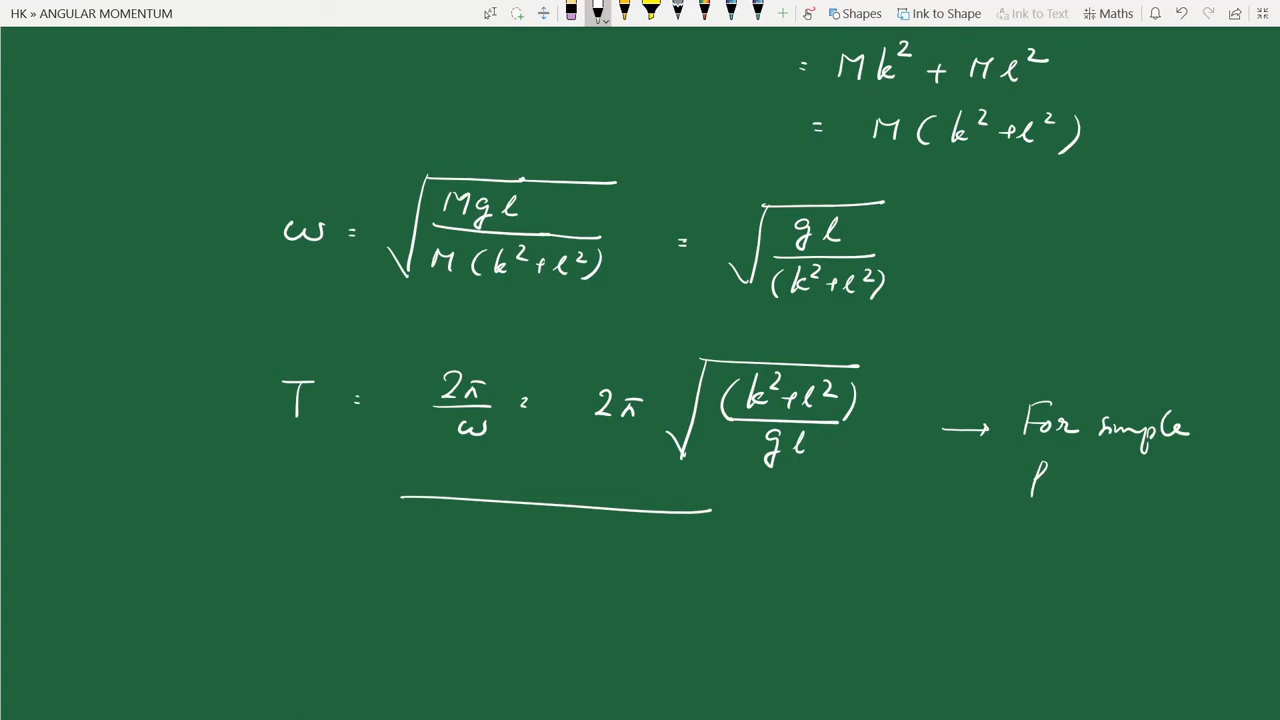 HK » ANGULAR MOMENTUM
Shapes Ink to Shape Ink to Text Maths
= Mk² + Ml²
= M(k²+l²)
ω = √(Mgl / M(k²+l²)) = √(gl / (k²+l²))
T = 2π/ω = 2π √((k²+l²) / gl) → For simple
p